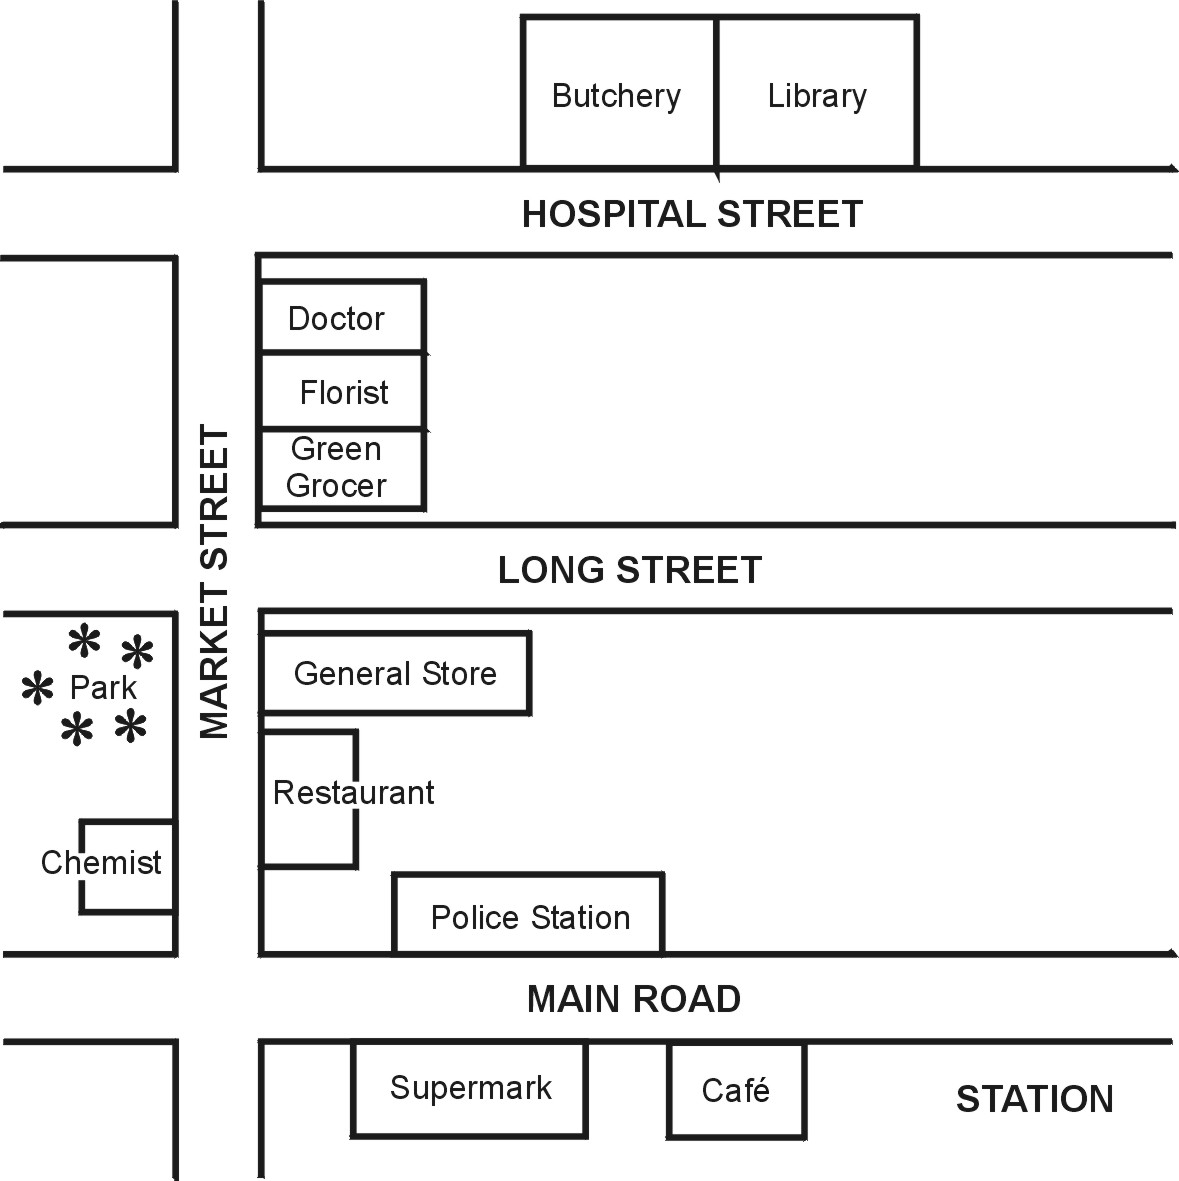 Butchery
Library
HOSPITAL STREET
Doctor
Florist
Green
Grocer
MARKET STREET
LONG STREET
General Store
Park
Restaurant
Chemist
Police Station
MAIN ROAD
Supermark
Café
STATION